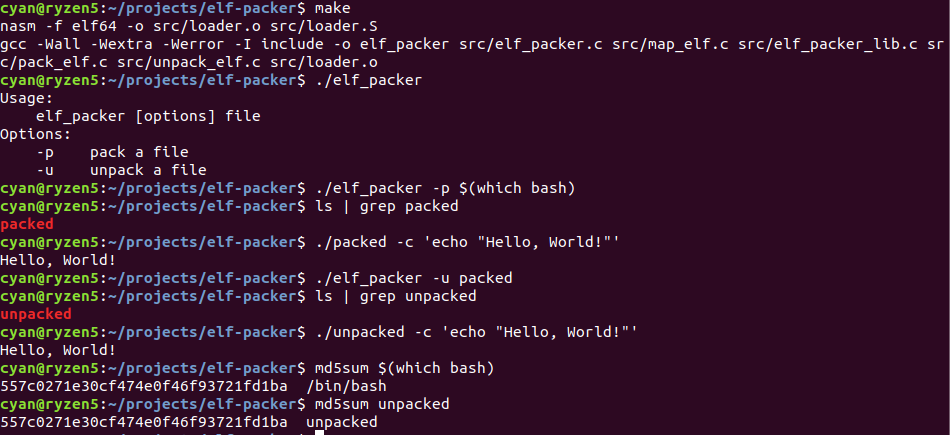 cyan@ryzen5:~/projects/elf-packer$ make
nasm -f elf64 -o src/loader.o src/loader.S
gcc -Wall -Wextra -Werror -I include -o elf_packer src/elf_packer.c src/map_elf.c src/elf_packer_lib.c sr
c/pack_elf.c src/unpack_elf.c src/loader.o
cyan@ryzen5:~/projects/elf-packer$ ./elf_packer
Usage:
    elf_packer [options] file
Options:
    -p    pack a file
    -u    unpack a file
cyan@ryzen5:~/projects/elf-packer$ ./elf_packer -p $(which bash)
cyan@ryzen5:~/projects/elf-packer$ ls | grep packed
packed
cyan@ryzen5:~/projects/elf-packer$ ./packed -c 'echo "Hello, World!"'
Hello, World!
cyan@ryzen5:~/projects/elf-packer$ ./elf_packer -u packed
cyan@ryzen5:~/projects/elf-packer$ ls | grep unpacked
unpacked
cyan@ryzen5:~/projects/elf-packer$ ./unpacked -c 'echo "Hello, World!"'
Hello, World!
cyan@ryzen5:~/projects/elf-packer$ md5sum $(which bash)
557c0271e30cf474e0f46f93721fd1ba  /bin/bash
cyan@ryzen5:~/projects/elf-packer$ md5sum unpacked
557c0271e30cf474e0f46f93721fd1ba  unpacked
cyan@ryzen5:~/projects/elf-packer$